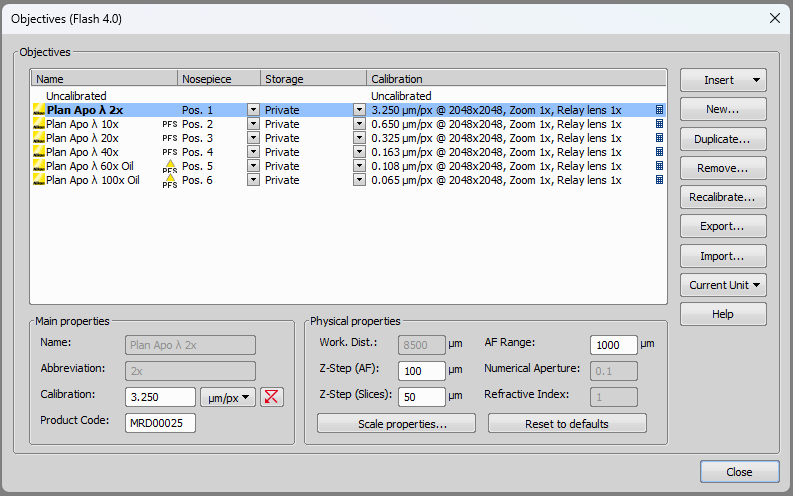 Objectives (Flash 4.0)
Objectives
Name Nosepiece Storage Calibration
Uncalibrated Uncalibrated
Plan Apo λ 2x Pos. 1 Private 3.250 µm/px @ 2048x2048, Zoom 1x, Relay lens 1x
Plan Apo λ 10x PFS Pos. 2 Private 0.650 µm/px @ 2048x2048, Zoom 1x, Relay lens 1x
Plan Apo λ 20x PFS Pos. 3 Private 0.325 µm/px @ 2048x2048, Zoom 1x, Relay lens 1x
Plan Apo λ 40x PFS Pos. 4 Private 0.163 µm/px @ 2048x2048, Zoom 1x, Relay lens 1x
Plan Apo λ 60x Oil PFS Pos. 5 Private 0.108 µm/px @ 2048x2048, Zoom 1x, Relay lens 1x
Plan Apo λ 100x Oil PFS Pos. 6 Private 0.065 µm/px @ 2048x2048, Zoom 1x, Relay lens 1x
Insert
New...
Duplicate...
Remove...
Recalibrate...
Export...
Import...
Current Unit
Help
Main properties
Name: Plan Apo λ 2x
Abbreviation: 2x
Calibration: 3.250 µm/px
Product Code: MRD00025
Physical properties
Work. Dist.: 8500 µm AF Range: 1000 µm
Z-Step (AF): 100 µm Numerical Aperture: 0.1
Z-Step (Slices): 50 µm Refractive Index: 1
Scale properties... Reset to defaults
Close